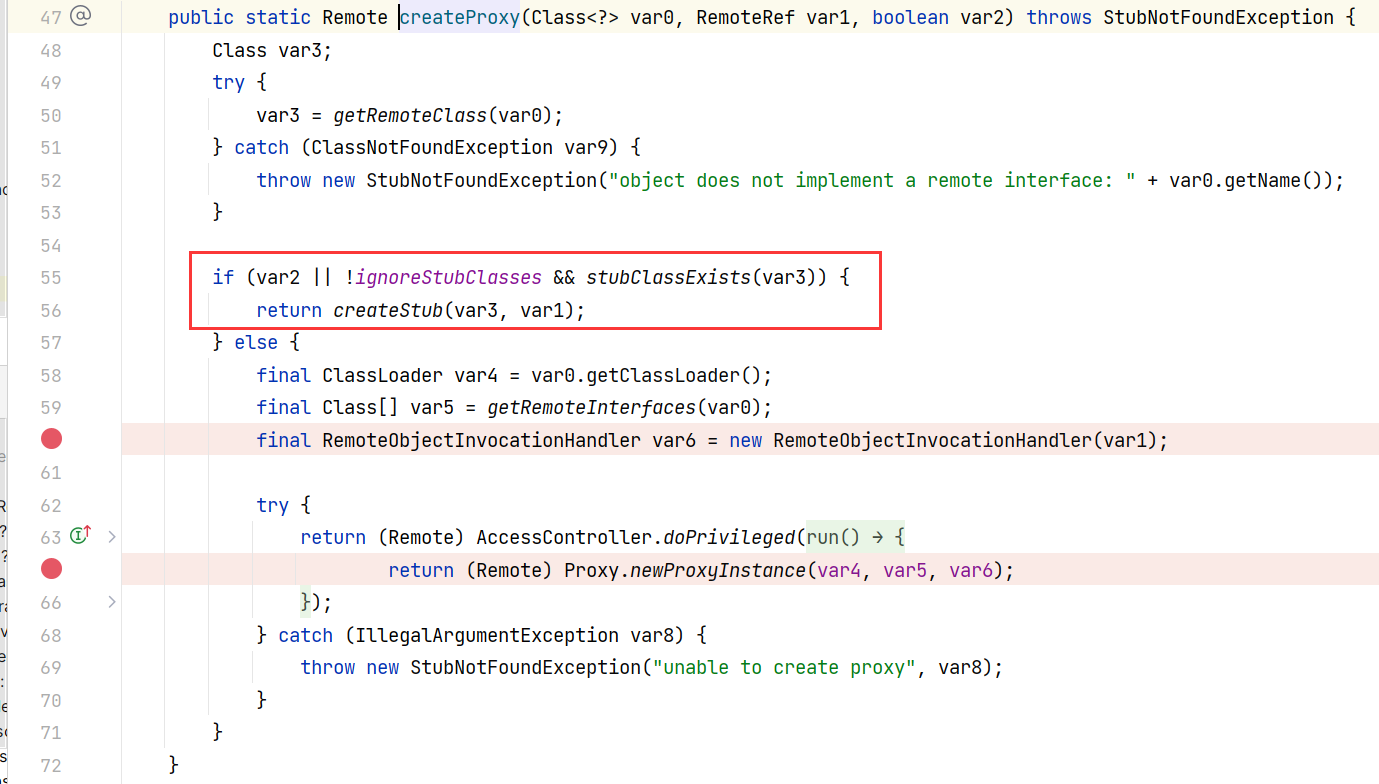 47 public static Remote createProxy(Class<?> var0, RemoteRef var1, boolean var2) throws StubNotFoundException {
48 Class var3;
49 try {
50 var3 = getRemoteClass(var0);
51 } catch (ClassNotFoundException var9) {
52 throw new StubNotFoundException("object does not implement a remote interface: " + var0.getName());
53 }
54
55 if (var2 || !ignoreStubClasses && stubClassExists(var3)) {
56 return createStub(var3, var1);
57 } else {
58 final ClassLoader var4 = var0.getClassLoader();
59 final Class[] var5 = getRemoteInterfaces(var0);
final RemoteObjectInvocationHandler var6 = new RemoteObjectInvocationHandler(var1);
61
62 try {
63 return (Remote) AccessController.doPrivileged(run() → {
return (Remote) Proxy.newProxyInstance(var4, var5, var6);
66 });
68 } catch (IllegalArgumentException var8) {
69 throw new StubNotFoundException("unable to create proxy", var8);
70 }
71 }
72 }